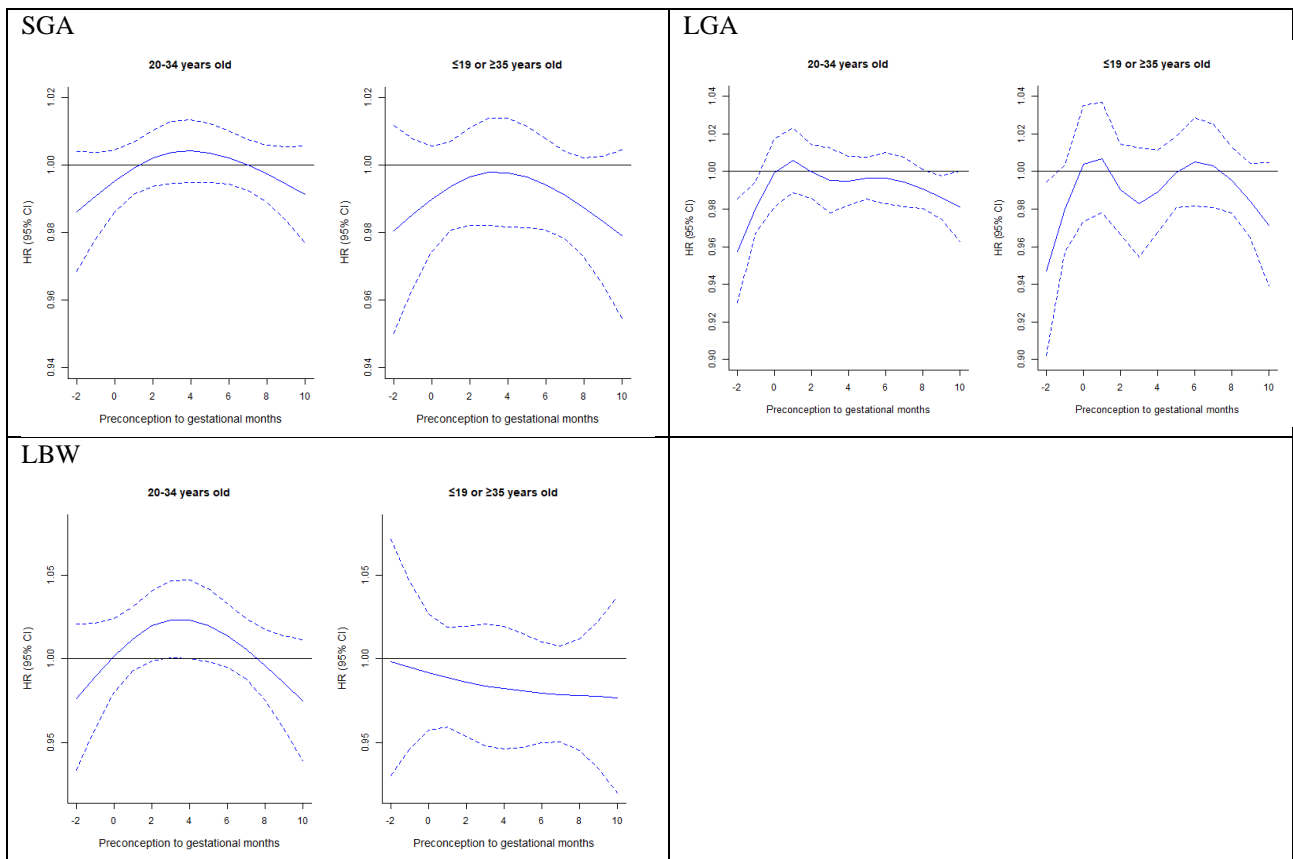 SGA
20-34 years old
≤19 or ≥35 years old
HR (95% CI)
1.02
1.00
0.98
0.96
0.94
-2 0 2 4 6 8 10
Preconception to gestational months
HR (95% CI)
1.02
1.00
0.98
0.96
0.94
-2 0 2 4 6 8 10
Preconception to gestational months
LGA
20-34 years old
≤19 or ≥35 years old
HR (95% CI)
1.04
1.02
1.00
0.98
0.96
0.94
0.92
0.90
-2 0 2 4 6 8 10
Preconception to gestational months
HR (95% CI)
1.04
1.02
1.00
0.98
0.96
0.94
0.92
0.90
-2 0 2 4 6 8 10
Preconception to gestational months
LBW
20-34 years old
≤19 or ≥35 years old
HR (95% CI)
1.05
1.00
0.95
-2 0 2 4 6 8 10
Preconception to gestational months
HR (95% CI)
1.05
1.00
0.95
-2 0 2 4 6 8 10
Preconception to gestational months